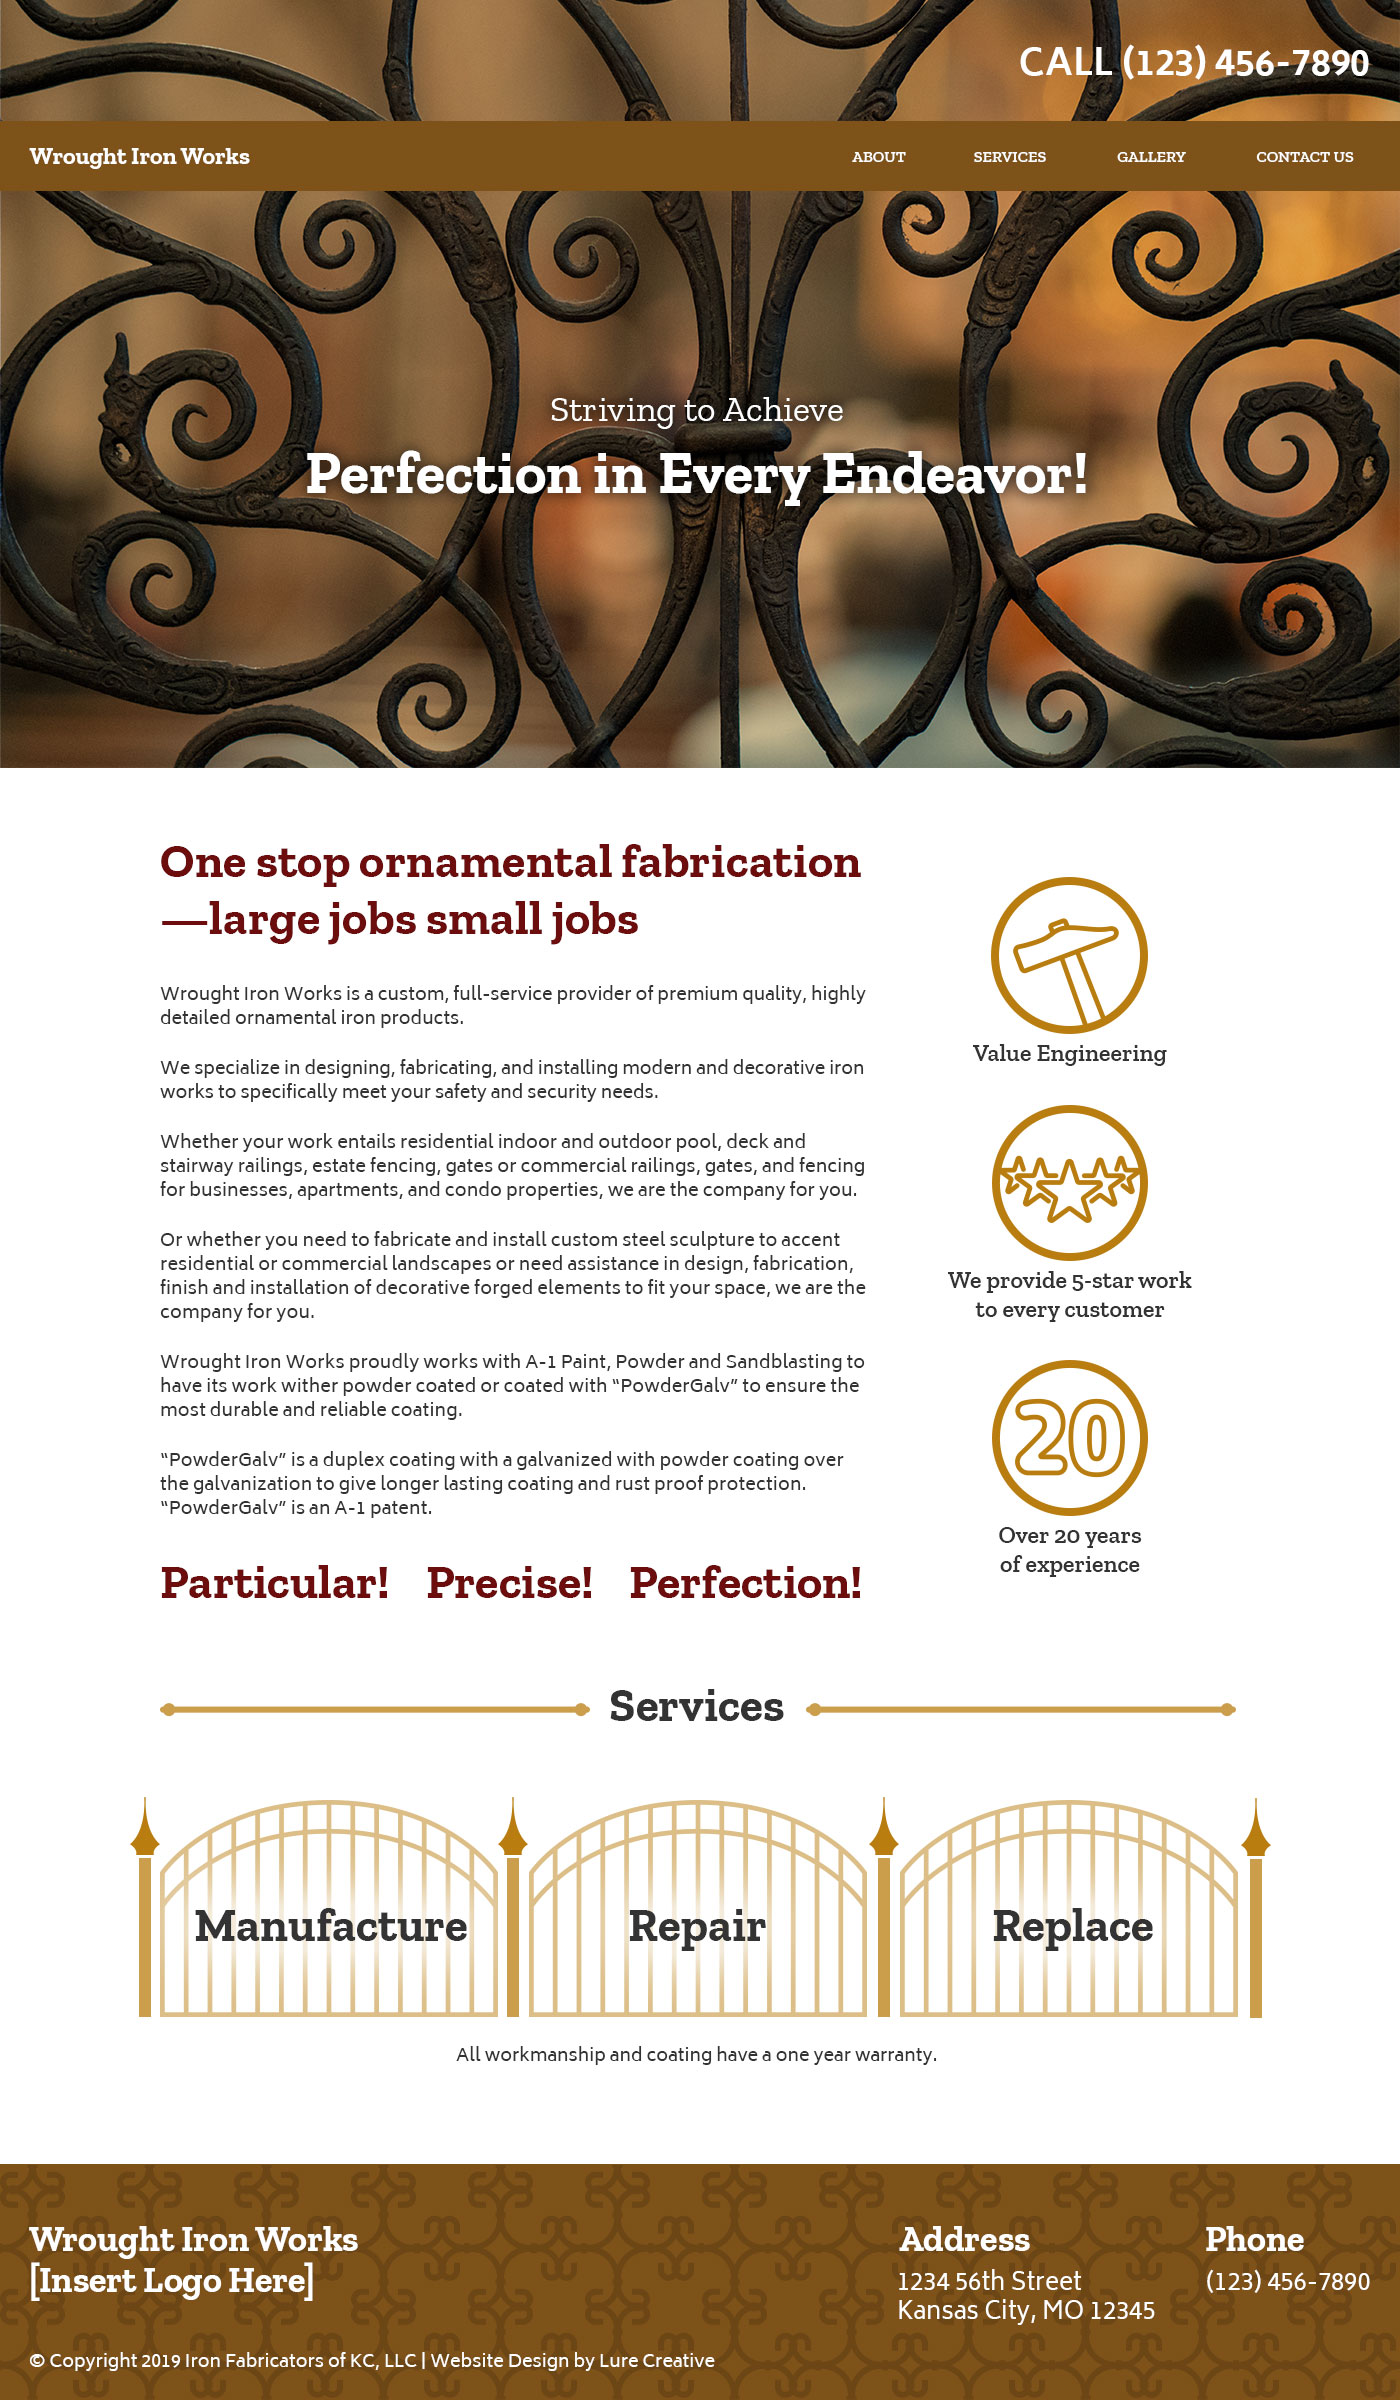 CALL (123) 456-7890
Wrought Iron Works
ABOUT
SERVICES
GALLERY
CONTACT US
Striving to Achieve
Perfection in Every Endeavor!
One stop ornamental fabrication
—large jobs small jobs
Wrought Iron Works is a custom, full-service provider of premium quality, highly
detailed ornamental iron products.
We specialize in designing, fabricating, and installing modern and decorative iron
works to specifically meet your safety and security needs.
Whether your work entails residential indoor and outdoor pool, deck and
stairway railings, estate fencing, gates or commercial railings, gates, and fencing
for businesses, apartments, and condo properties, we are the company for you.
Or whether you need to fabricate and install custom steel sculpture to accent
residential or commercial landscapes or need assistance in design, fabrication,
finish and installation of decorative forged elements to fit your space, we are the
company for you.
Wrought Iron Works proudly works with A-1 Paint, Powder and Sandblasting to
have its work wither powder coated or coated with “PowderGalv” to ensure the
most durable and reliable coating.
“PowderGalv” is a duplex coating with a galvanized with powder coating over
the galvanization to give longer lasting coating and rust proof protection.
“PowderGalv” is an A-1 patent.
Particular! Precise! Perfection!
Value Engineering
We provide 5-star work
to every customer
20
Over 20 years
of experience
Services
Manufacture
Repair
Replace
All workmanship and coating have a one year warranty.
Wrought Iron Works
[Insert Logo Here]
Address
1234 56th Street
Kansas City, MO 12345
Phone
(123) 456-7890
© Copyright 2019 Iron Fabricators of KC, LLC | Website Design by Lure Creative